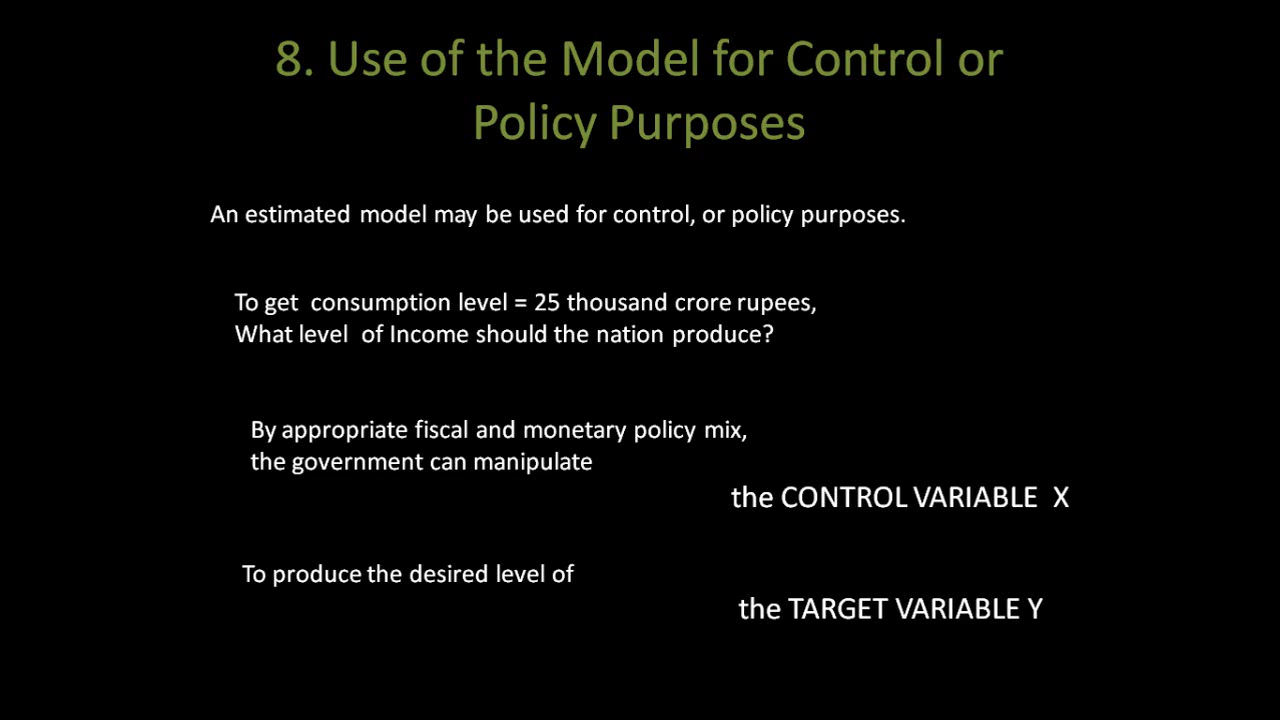 8. Use of the Model for Control or
Policy Purposes
An estimated model may be used for control, or policy purposes.
To get consumption level = 25 thousand crore rupees,
What level of Income should the nation produce?
By appropriate fiscal and monetary policy mix,
the government can manipulate
the CONTROL VARIABLE X
To produce the desired level of
the TARGET VARIABLE Y